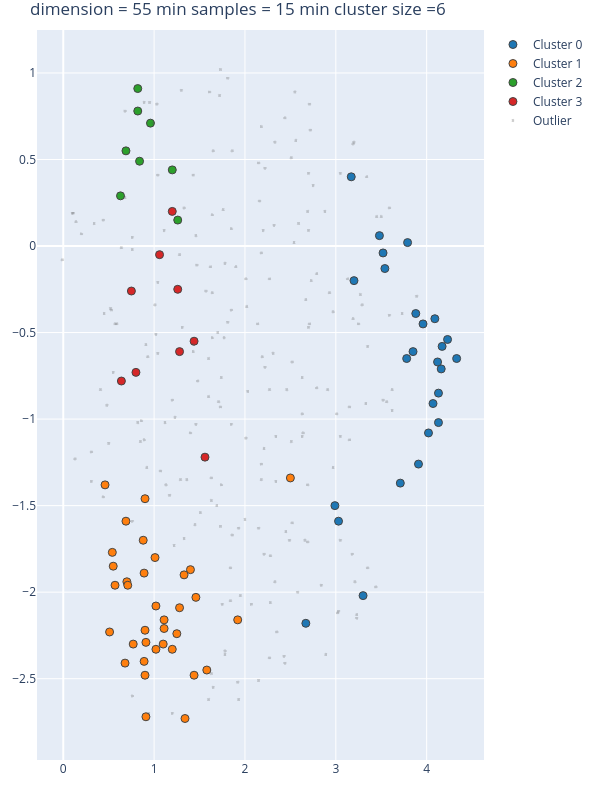 dimension = 55 min samples = 15 min cluster size =6
Cluster 0
Cluster 1
Cluster 2
Cluster 3
Outlier
1
0.5
0
−0.5
−1
−1.5
−2
−2.5
0 1 2 3 4